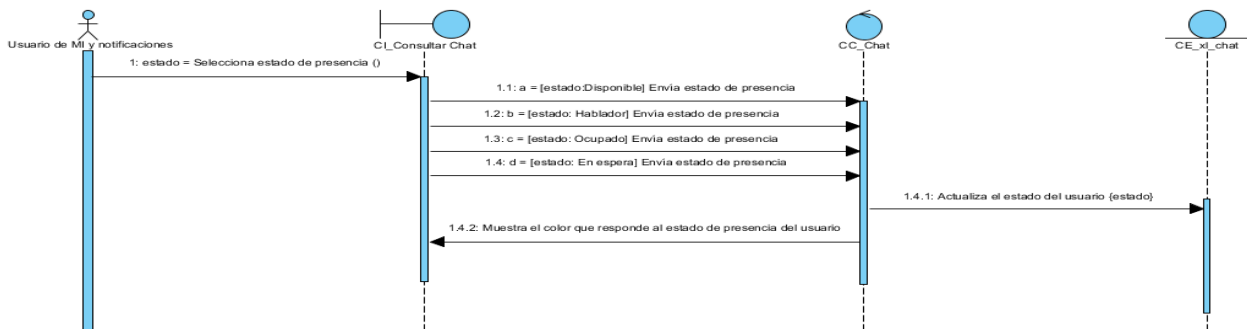 Usuario de MI y notificaciones
CI_Consultar Chat
CC_Chat
CE_xl_chat
1: estado = Selecciona estado de presencia ()
1.1: a = [estado:Disponible] Envia estado de presencia
1.2: b = [estado: Hablador] Envia estado de presencia
1.3: c = [estado: Ocupado] Envia estado de presencia
1.4: d = [estado: En espera] Envia estado de presencia
1.4.1: Actualiza el estado del usuario {estado}
1.4.2: Muestra el color que responde al estado de presencia del usuario